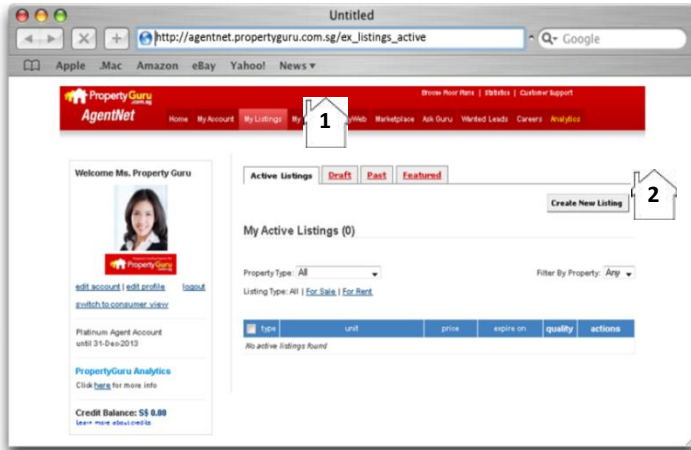 Untitled
http://agentnet.propertyguru.com.sg/ex_listings_active
Google
Apple .Mac Amazon eBay Yahoo! News
PropertyGuru
.com.sg
Browse Floor Plans | Statistics | Customer Support
AgentNet
Home My Account My Listings My 1 yWeb Marketplace Ask Guru Wanted Leads Careers Analytics
Welcome Ms. Property Guru
PropertyGuru
edit account | edit profile logout
switch to consumer view
Platinum Agent Account
until 31-Dec-2013
PropertyGuru Analytics
Click here for more info
Credit Balance: S$ 0.00
Learn more about credits
Active Listings Draft Past Featured
Create New Listing 2
My Active Listings (0)
Property Type: All Filter By Property: Any
Listing Type: All | For Sale | For Rent
type unit price expire on quality actions
No active listings found